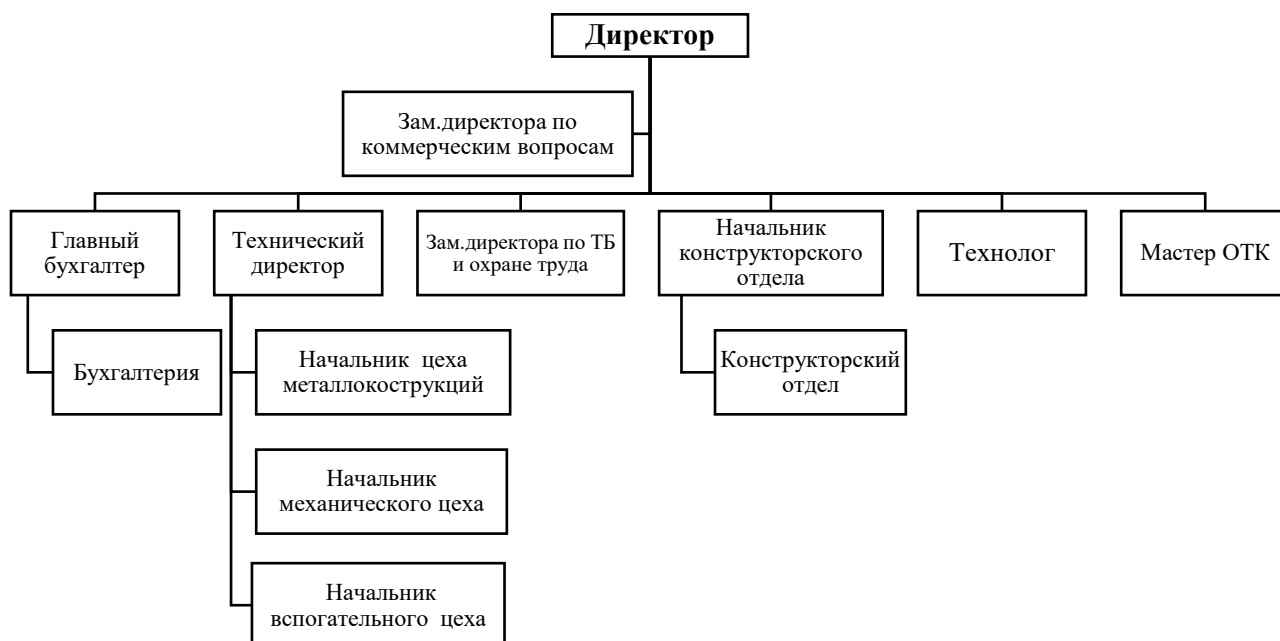 Директор
Зам.директора по
коммерческим вопросам
Главный
бухгалтер
Технический
директор
Зам.директора по ТБ
и охране труда
Начальник
конструкторского
отдела
Технолог
Мастер ОТК
Бухгалтерия
Начальник цеха
металлокострукций
Конструкторский
отдел
Начальник
механического цеха
Начальник
вспогательного цеха